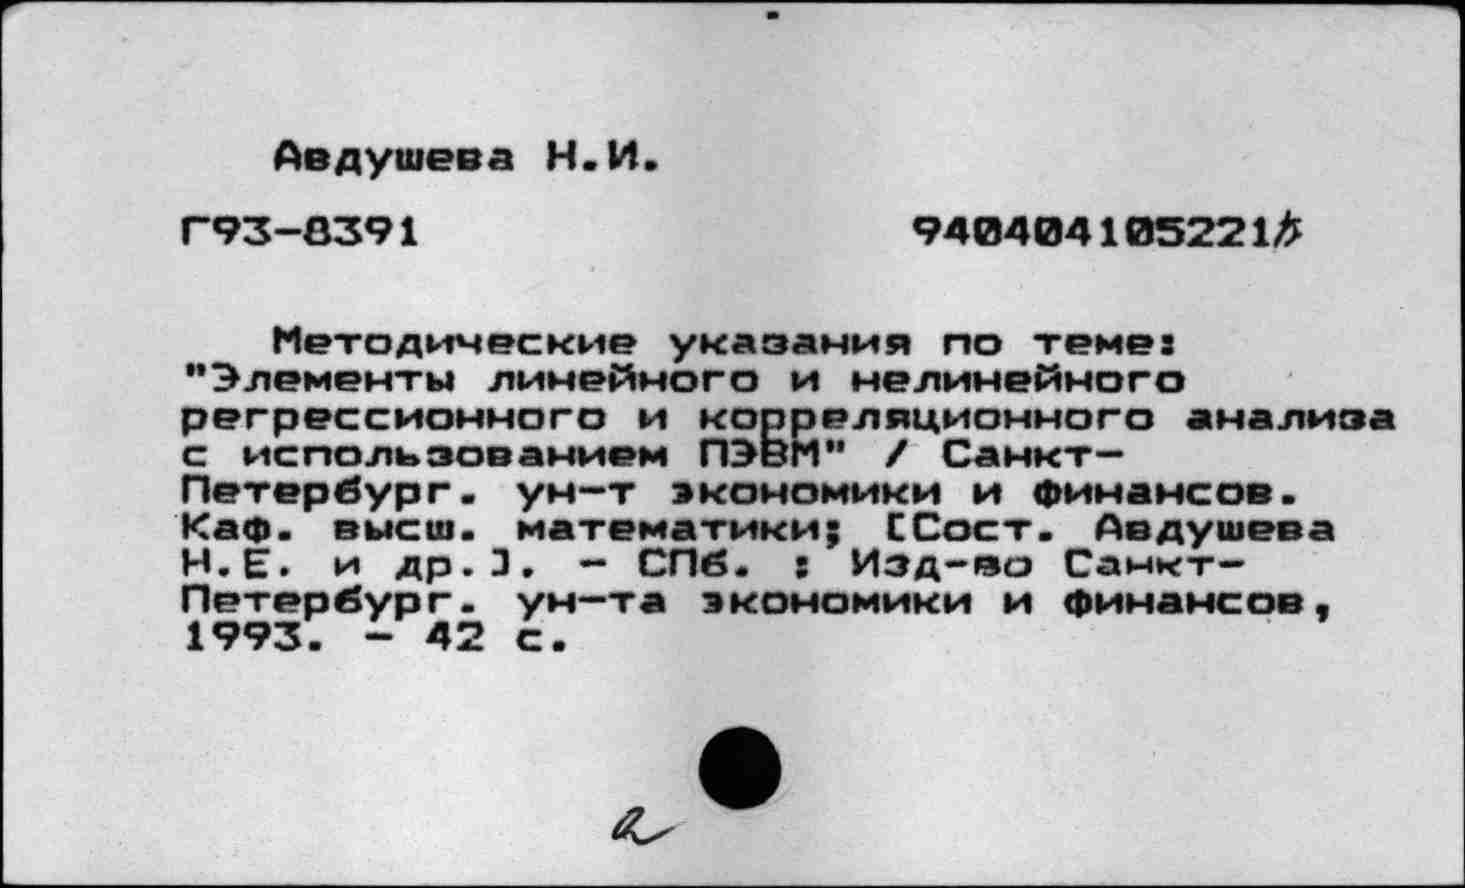 Авдушева Н.И.
Г93-8391 940404105221
Методические указания по теме:
"Элементы линейного и нелинейного
регрессионного и корреляционного анализа
с использованием ПЭВМ" / Санкт-
Петербург. ун-т экономики и финансов.
Каф. высш. математики; [Сост. Авдушева
Н.Е. и др.]. - СПб. : Изд-во Санкт-
Петербург. ун-та экономики и финансов,
1993. - 42 с.